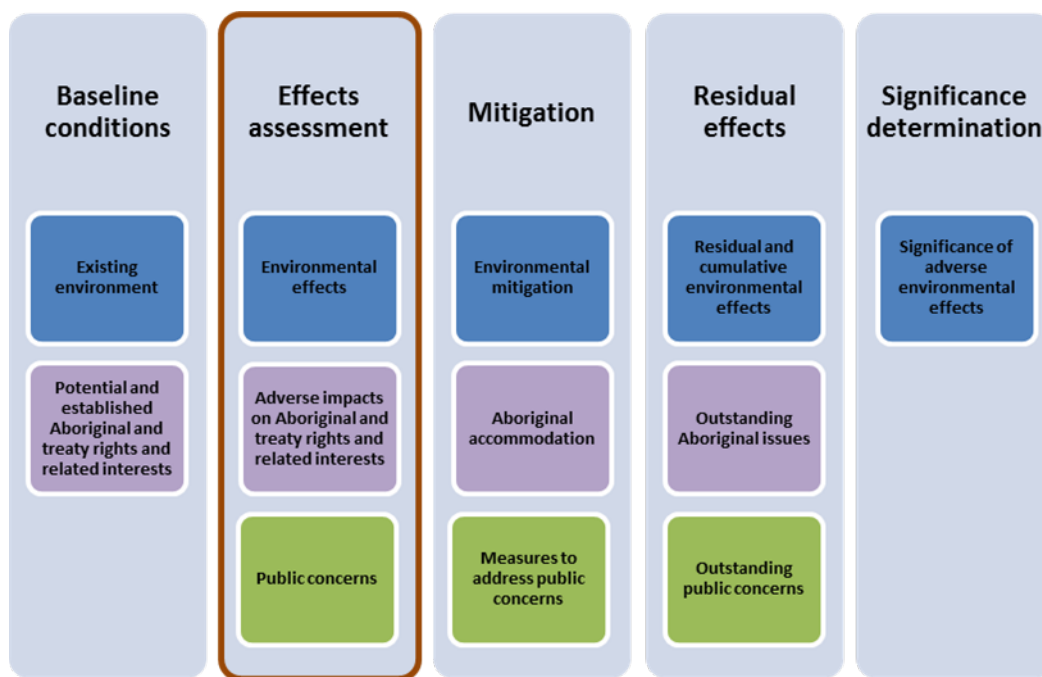 Baseline
conditions
Existing
environment
Potential and
established
Aboriginal and
treaty rights and
related interests
Effects
assessment
Environmental
effects
Adverse impacts
on Aboriginal and
treaty rights and
related interests
Public concerns
Mitigation
Environmental
mitigation
Aboriginal
accommodation
Measures to
address public
concerns
Residual
effects
Residual and
cumulative
environmental
effects
Outstanding
Aboriginal issues
Outstanding
public concerns
Significance
determination
Significance of
adverse
environmental
effects